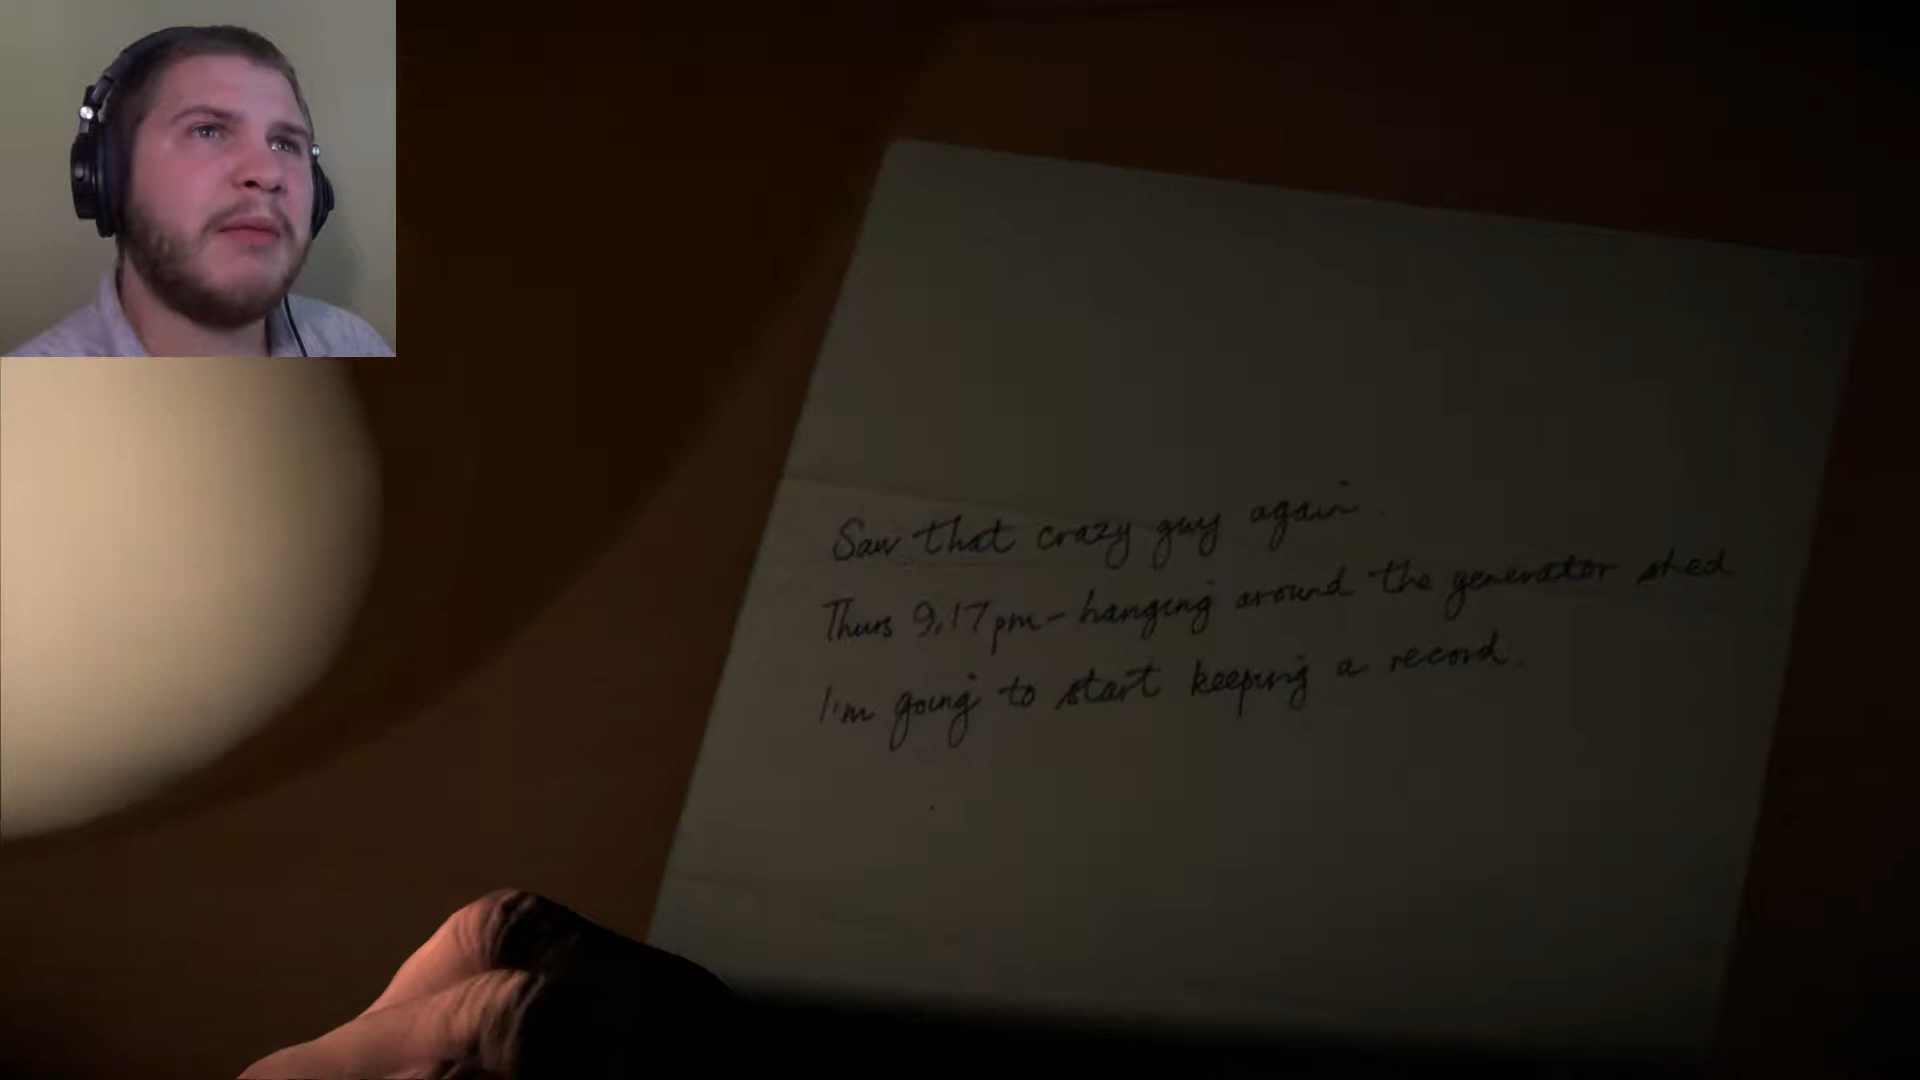 Saw that crazy guy again.
Thurs 9.17pm - hanging around the generator shed
I'm going to start keeping a record.